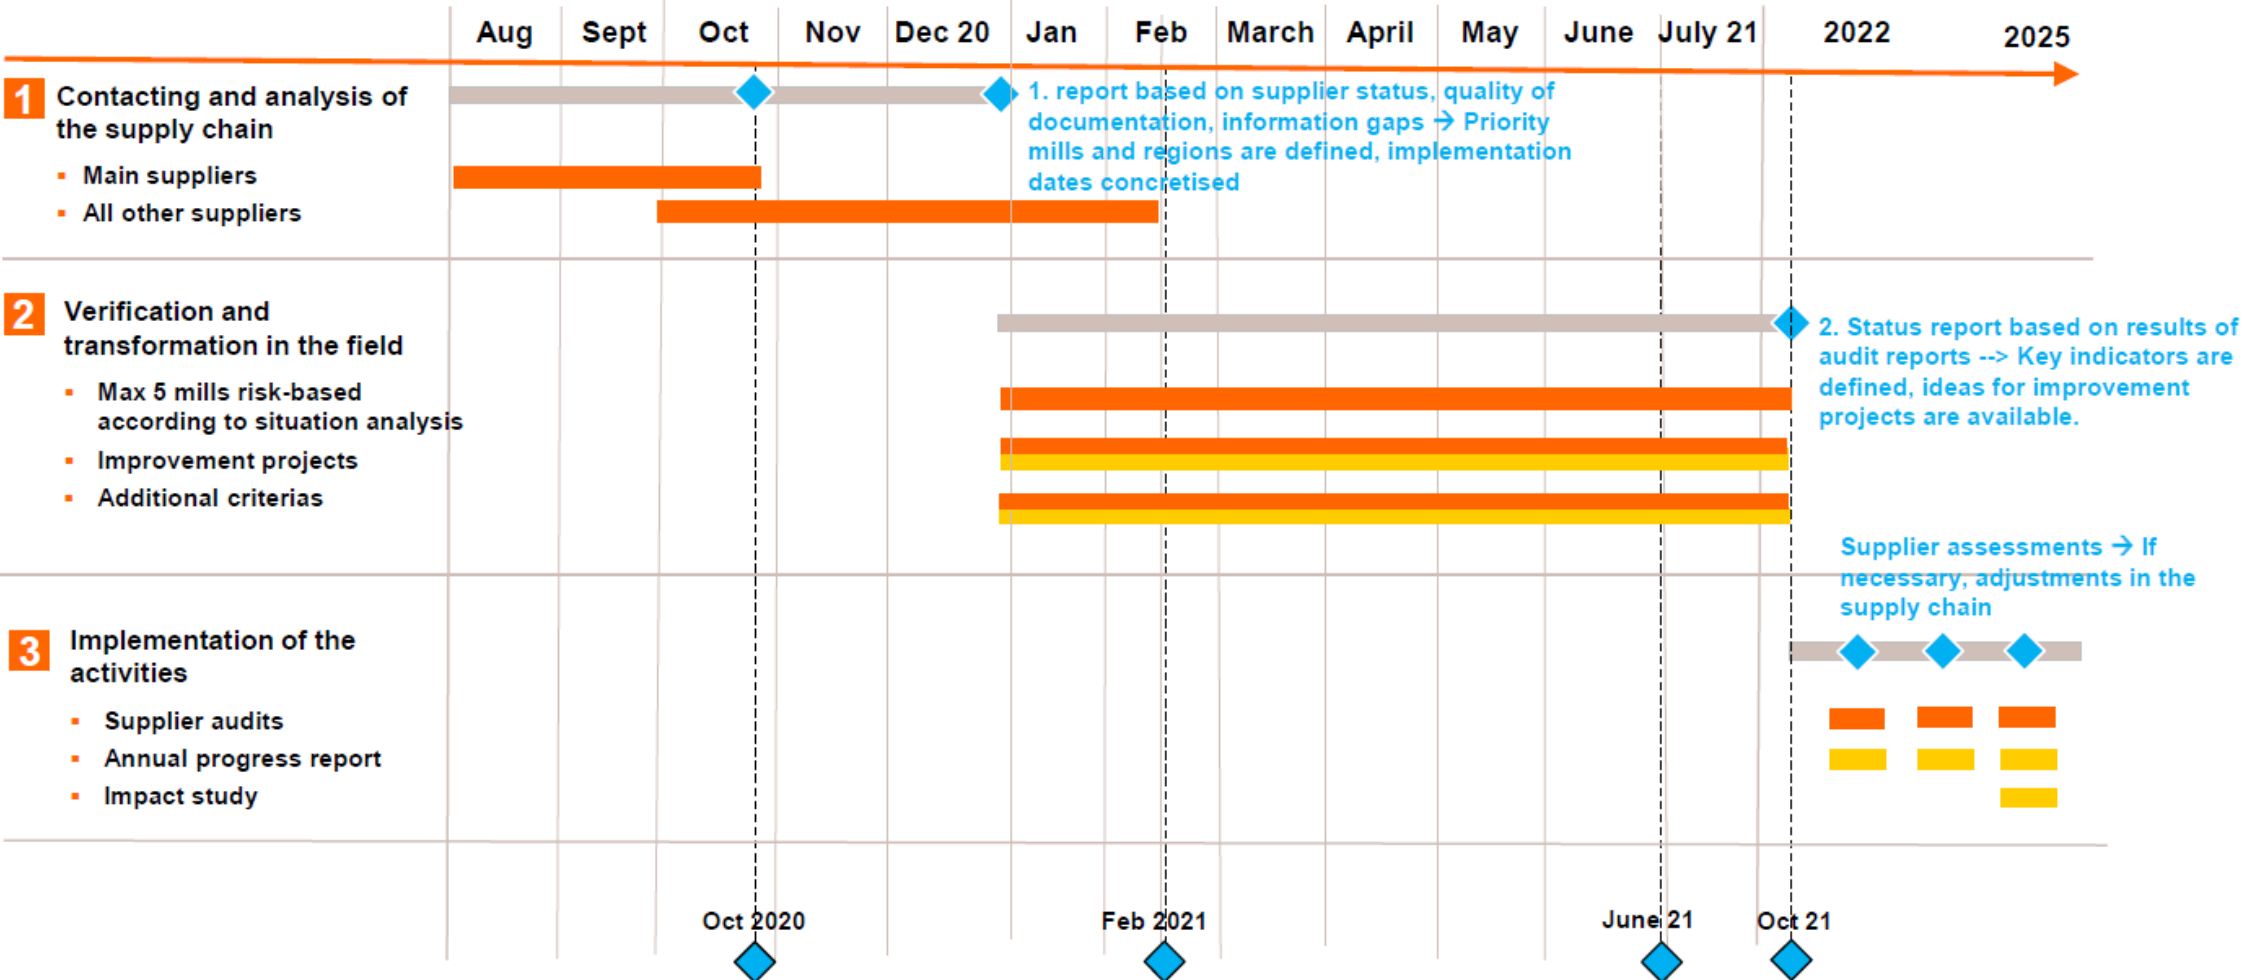 Aug Sept Oct Nov Dec 20 Jan Feb March April May June July 21 2022 2025
1 Contacting and analysis of
the supply chain
▪ Main suppliers
▪ All other suppliers
1. report based on supplier status, quality of
documentation, information gaps → Priority
mills and regions are defined, implementation
dates concretised
2 Verification and
transformation in the field
▪ Max 5 mills risk-based
according to situation analysis
▪ Improvement projects
▪ Additional criterias
2. Status report based on results of
audit reports --> Key indicators are
defined, ideas for improvement
projects are available.
Supplier assessments → If
necessary, adjustments in the
supply chain
3 Implementation of the
activities
▪ Supplier audits
▪ Annual progress report
▪ Impact study
Oct 2020 Feb 2021 June 21 Oct 21